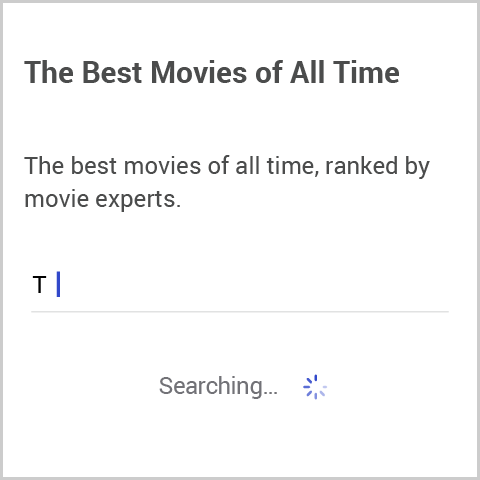 The Best Movies of All Time
The best movies of all time, ranked by
movie experts.
T
Searching...